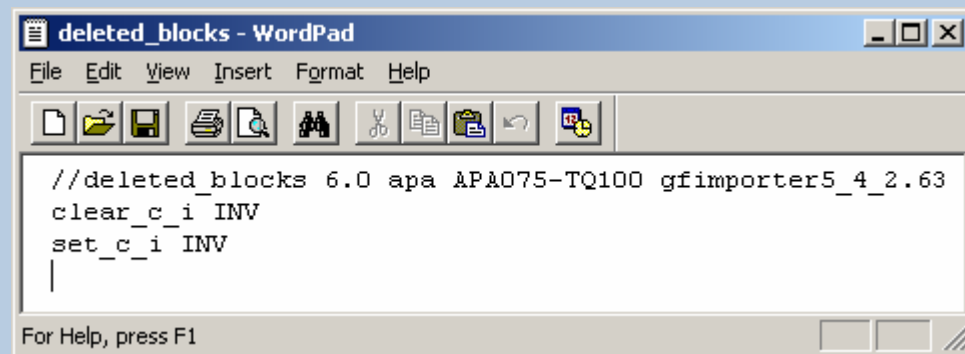 deleted_blocks - WordPad
File Edit View Insert Format Help
//deleted_blocks 6.0 apa APA075-TQ100 gfimporter5_4_2.63
clear_c_i INV
set_c_i INV
For Help, press F1